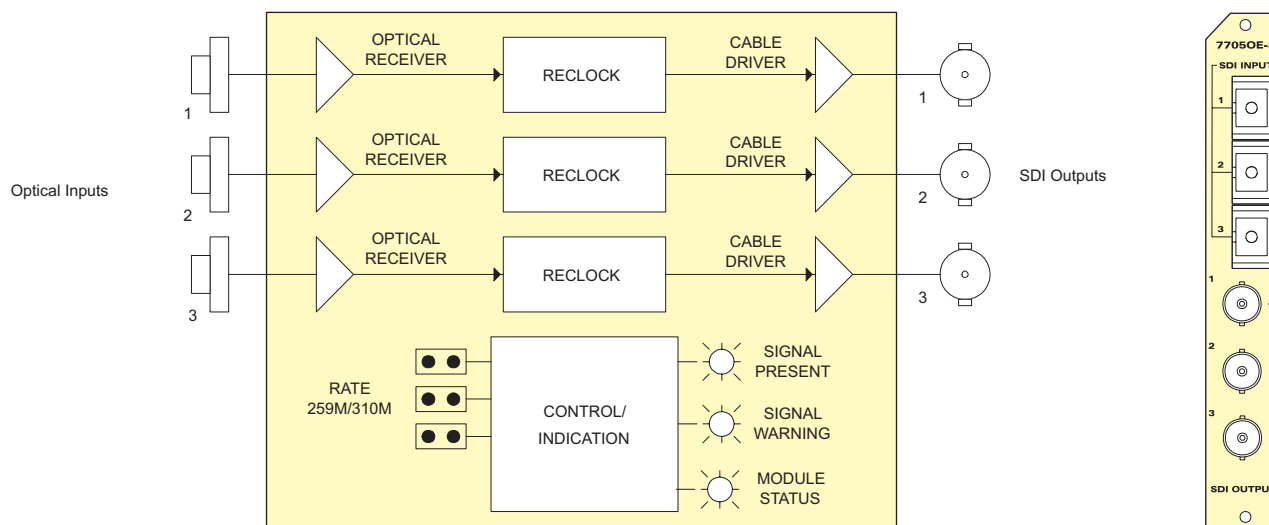 OPTICAL
RECEIVER
RECLOCK
CABLE
DRIVER
1
1
OPTICAL
RECEIVER
RECLOCK
CABLE
DRIVER
2
2
Optical Inputs
SDI Outputs
OPTICAL
RECEIVER
RECLOCK
CABLE
DRIVER
3
3
RATE
259M/310M
CONTROL/
INDICATION
SIGNAL
PRESENT
SIGNAL
WARNING
MODULE
STATUS
7705OE-
SDI INPUT
1
2
3
1
2
3
SDI OUTPU